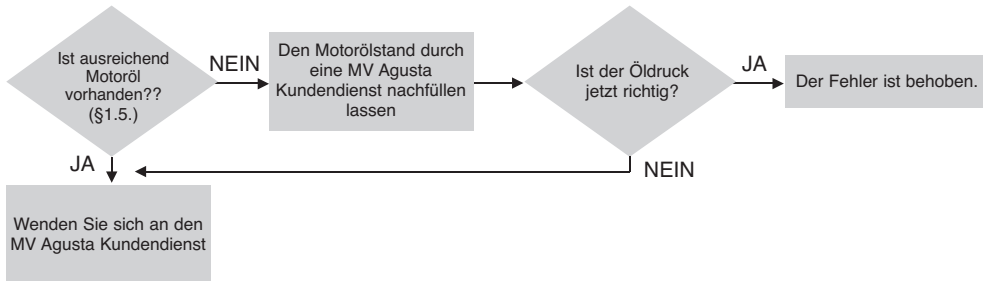 Ist ausreichend
Motoröl
vorhanden??
(§1.5.)
NEIN
Den Motorölstand durch
eine MV Agusta
Kundendienst nachfüllen
lassen
Ist der Öldruck
jetzt richtig?
JA
Der Fehler ist behoben.
JA
NEIN
Wenden Sie sich an den
MV Agusta Kundendienst